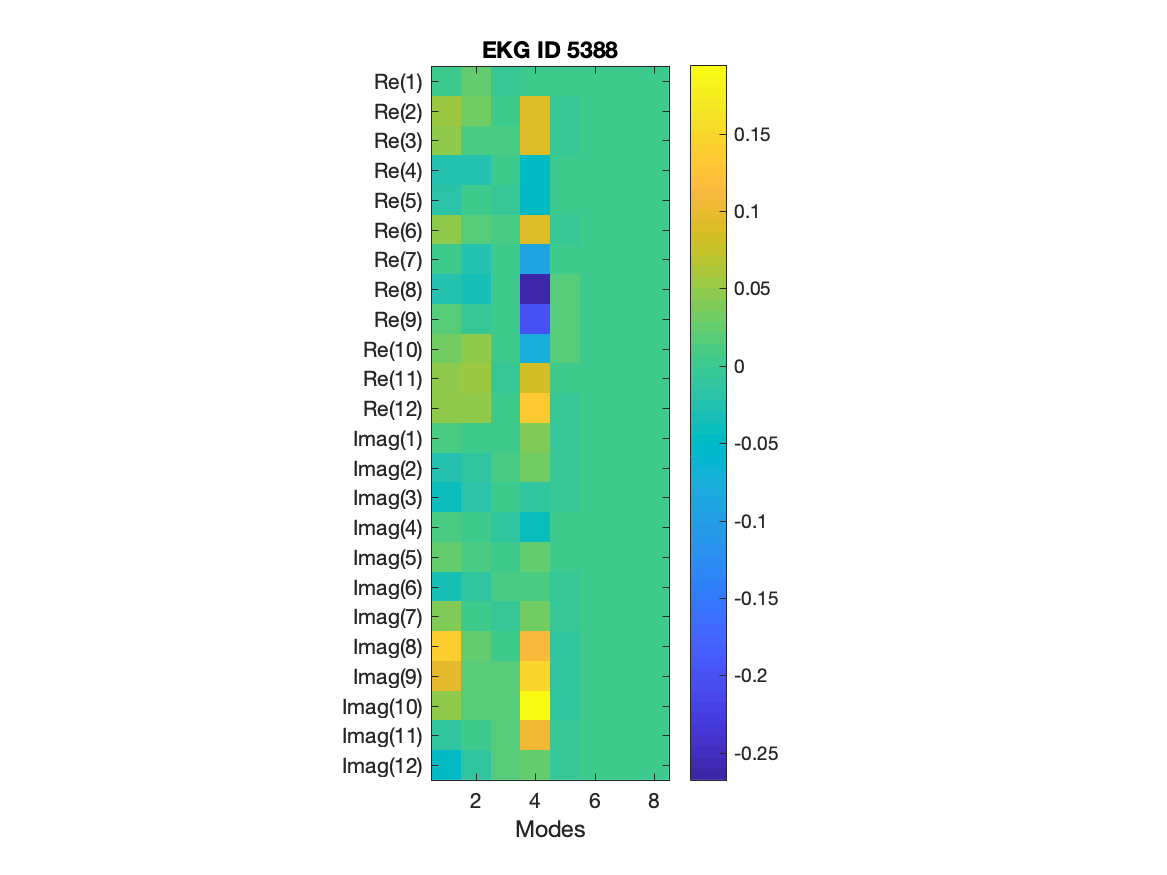 EKG ID 5388
Re(1)
Re(2)
Re(3)
Re(4)
Re(5)
Re(6)
Re(7)
Re(8)
Re(9)
Re(10)
Re(11)
Re(12)
Imag(1)
Imag(2)
Imag(3)
Imag(4)
Imag(5)
Imag(6)
Imag(7)
Imag(8)
Imag(9)
Imag(10)
Imag(11)
Imag(12)
2 4 6 8
Modes
0.15
0.1
0.05
0
-0.05
-0.1
-0.15
-0.2
-0.25